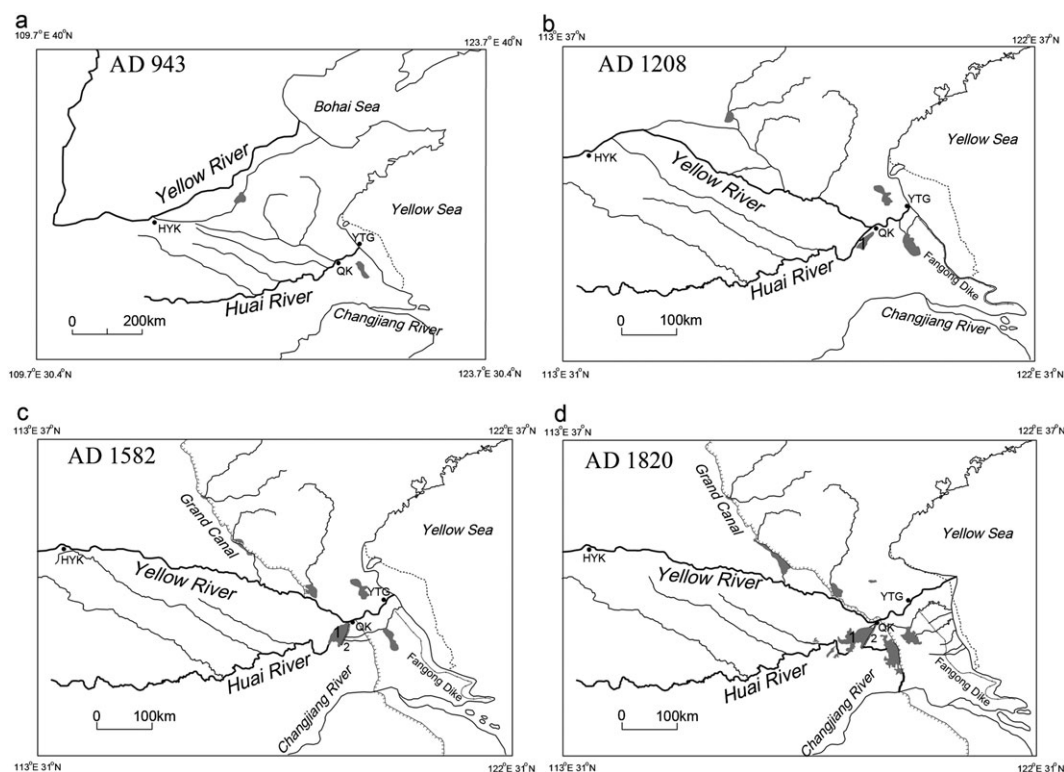 a
109.7°E 40°N
123.7°E 40°N
AD 943
Bohai Sea
Yellow River
Yellow Sea
HYK
YTG
QK
Huai River
0 200km
Changjiang River
109.7°E 30.4°N
123.7°E 30.4°N
b
113°E 37°N
122°E 37°N
AD 1208
HYK
Yellow River
Yellow Sea
YTG
QK
1
Fangong Dike
Huai River
0 100km
Changjiang River
113°E 31°N
122°E 31°N
c
113°E 37°N
122°E 37°N
AD 1582
Grand Canal
Yellow Sea
HYK
Yellow River
YTG
QK
1
2
Huai River
Fangong Dike
Changjiang River
0 100km
113°E 31°N
122°E 31°N
d
113°E 37°N
122°E 37°N
AD 1820
Grand Canal
Yellow Sea
HYK
Yellow River
YTG
QK
1
2
Huai River
Fangong Dike
Changjiang River
0 100km
113°E 31°N
122°E 31°N